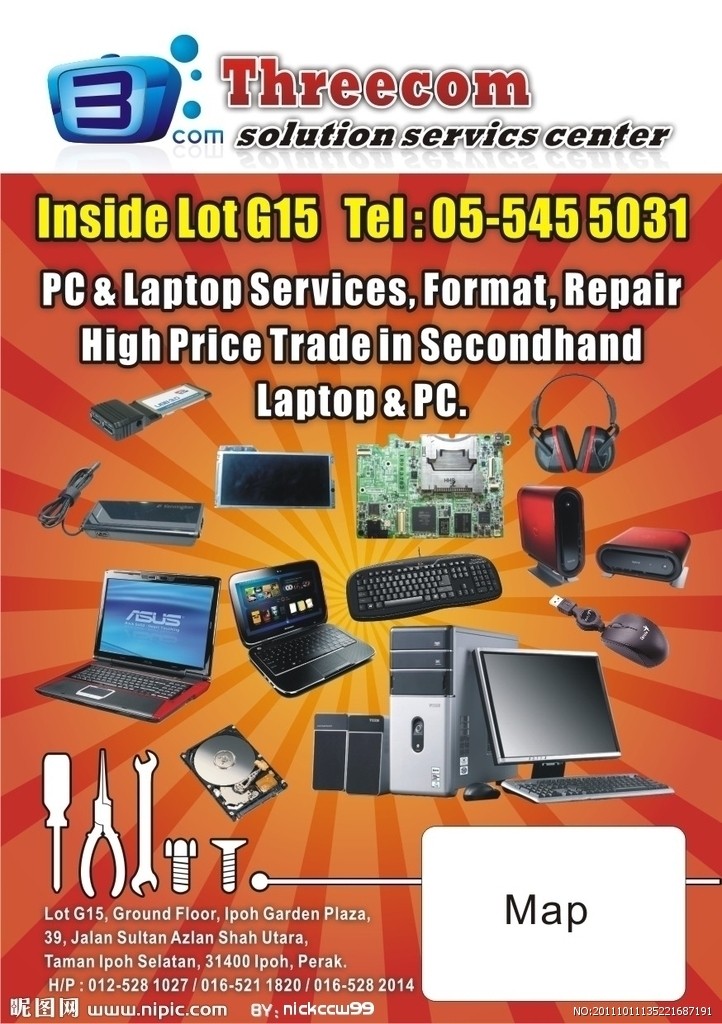 3
com
Threecom
solution servics center
Inside Lot G15 Tel : 05-545 5031
PC & Laptop Services, Format, Repair
High Price Trade in Secondhand
Laptop & PC.
Kensington
ASUS
Map
Lot G15, Ground Floor, Ipoh Garden Plaza,
39, Jalan Sultan Azlan Shah Utara,
Taman Ipoh Selatan, 31400 Ipoh, Perak.
H/P : 012-528 1027 / 016-521 1820 / 016-528 2014
昵图网 www.nipic.com BY: nickccw99
NO:20111011135221687191